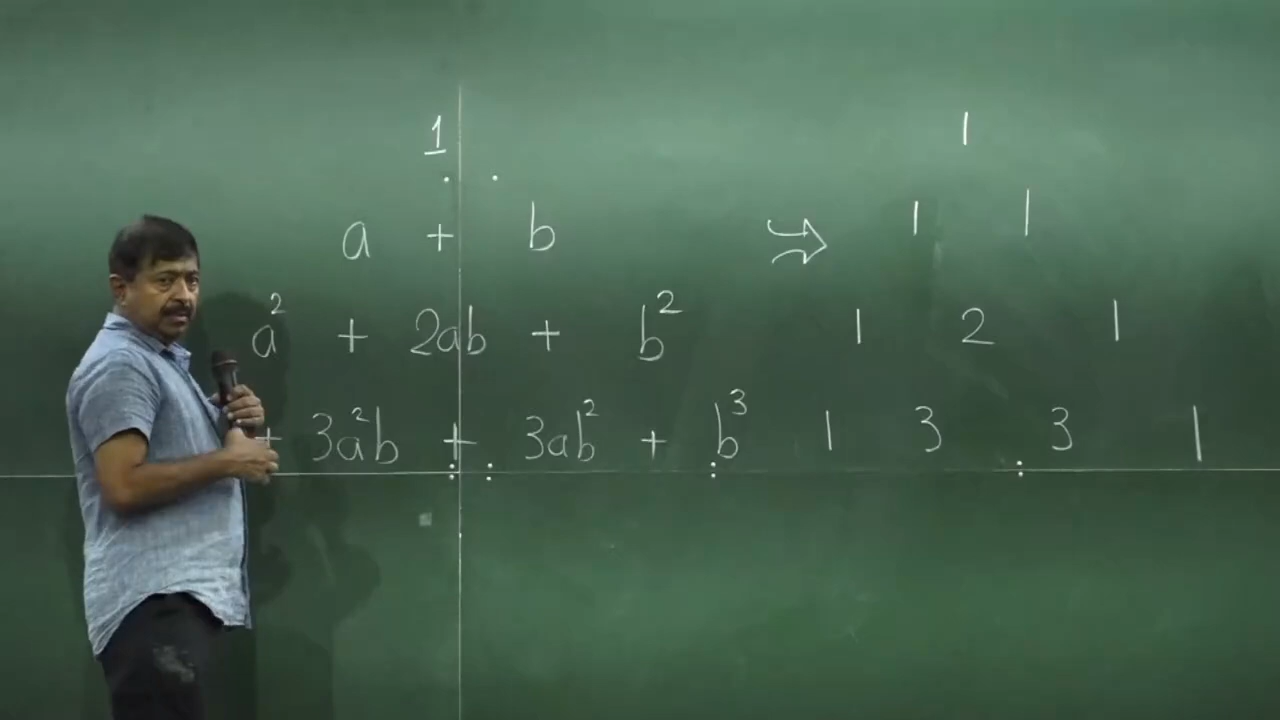 1 1
a + b ⇒ 1 1
a² + 2ab + b² 1 2 1
+ 3a²b + 3ab² + b³ 1 3 3 1